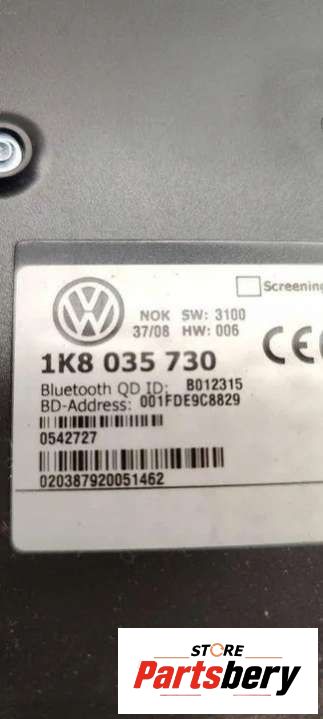 Screening
NOK SW: 3100
37/08 HW: 006
1K8 035 730
Bluetooth QD ID: B012315
BD-Address: 001FDE9C8829
0542727
020387920051462
STORE
Partsbery